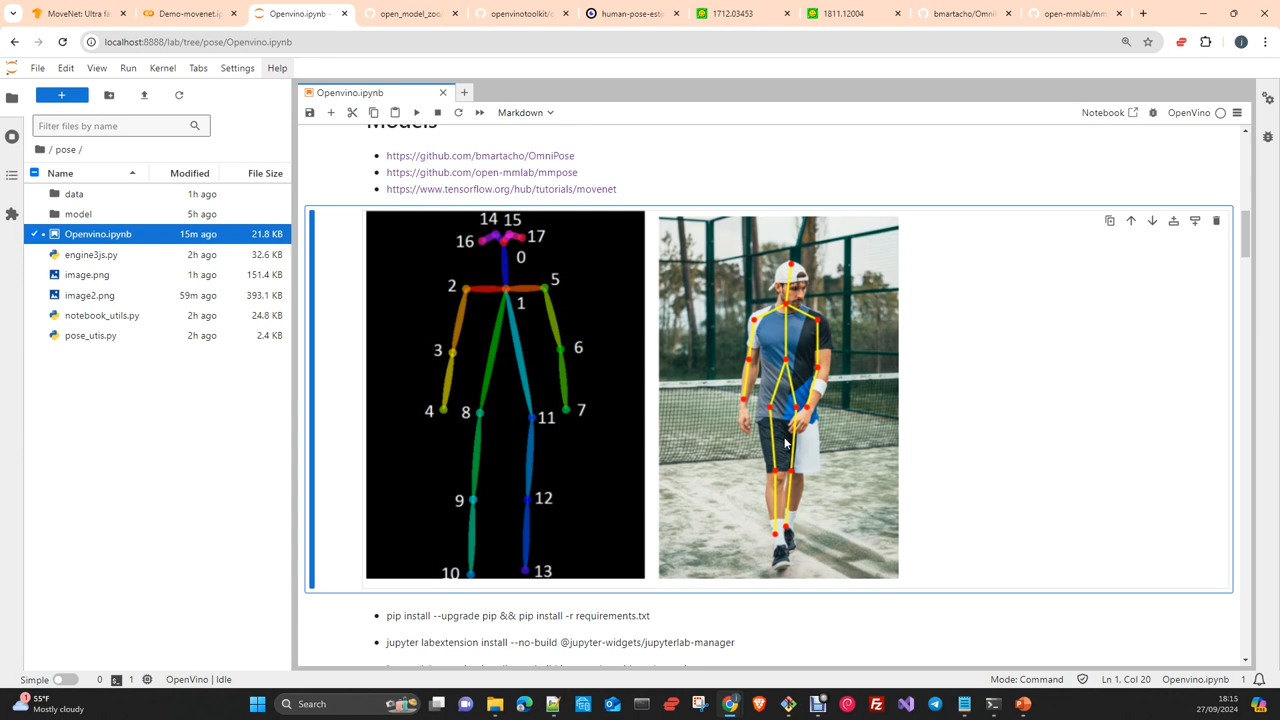 MoveNet: Ultra fa
Demo-movenet.ip
Openvino.ipynb
open_model_zoo
openvinotoolkit/c
human-pose-esti
1712.03453
1811.12004
bmartacho/Omni
open-mmlab/mm
localhost:8888/lab/tree/pose/Openvino.ipynb
File Edit View Run Kernel Tabs Settings Help
Filter files by name
/ pose /
Name Modified File Size
data 1h ago
model 5h ago
Openvino.ipynb 15m ago 21.8 KB
engine3js.py 2h ago 32.6 KB
image.png 1h ago 151.4 KB
image2.png 59m ago 393.1 KB
notebook_utils.py 2h ago 24.8 KB
pose_utis.py 2h ago 2.4 KB
Openvino.ipynb
Markdown
Notebook
OpenVino
Models
https://github.com/bmartacho/OmniPose
https://github.com/open-mmlab/mmpose
https://www.tensorflow.org/hub/tutorials/movenet
14 15
16 17
0
2 5
1
3 6
4 8 11 7
9 12
10 13
pip install --upgrade pip && pip install -r requirements.txt
jupyter labextension install --no-build @jupyter-widgets/jupyterlab-manager
Simple 0 1 OpenVino | Idle
Mode: Command Ln 1, Col 20 Openvino.ipynb 1
55°F
Mostly cloudy
Search
18:15
27/09/2024